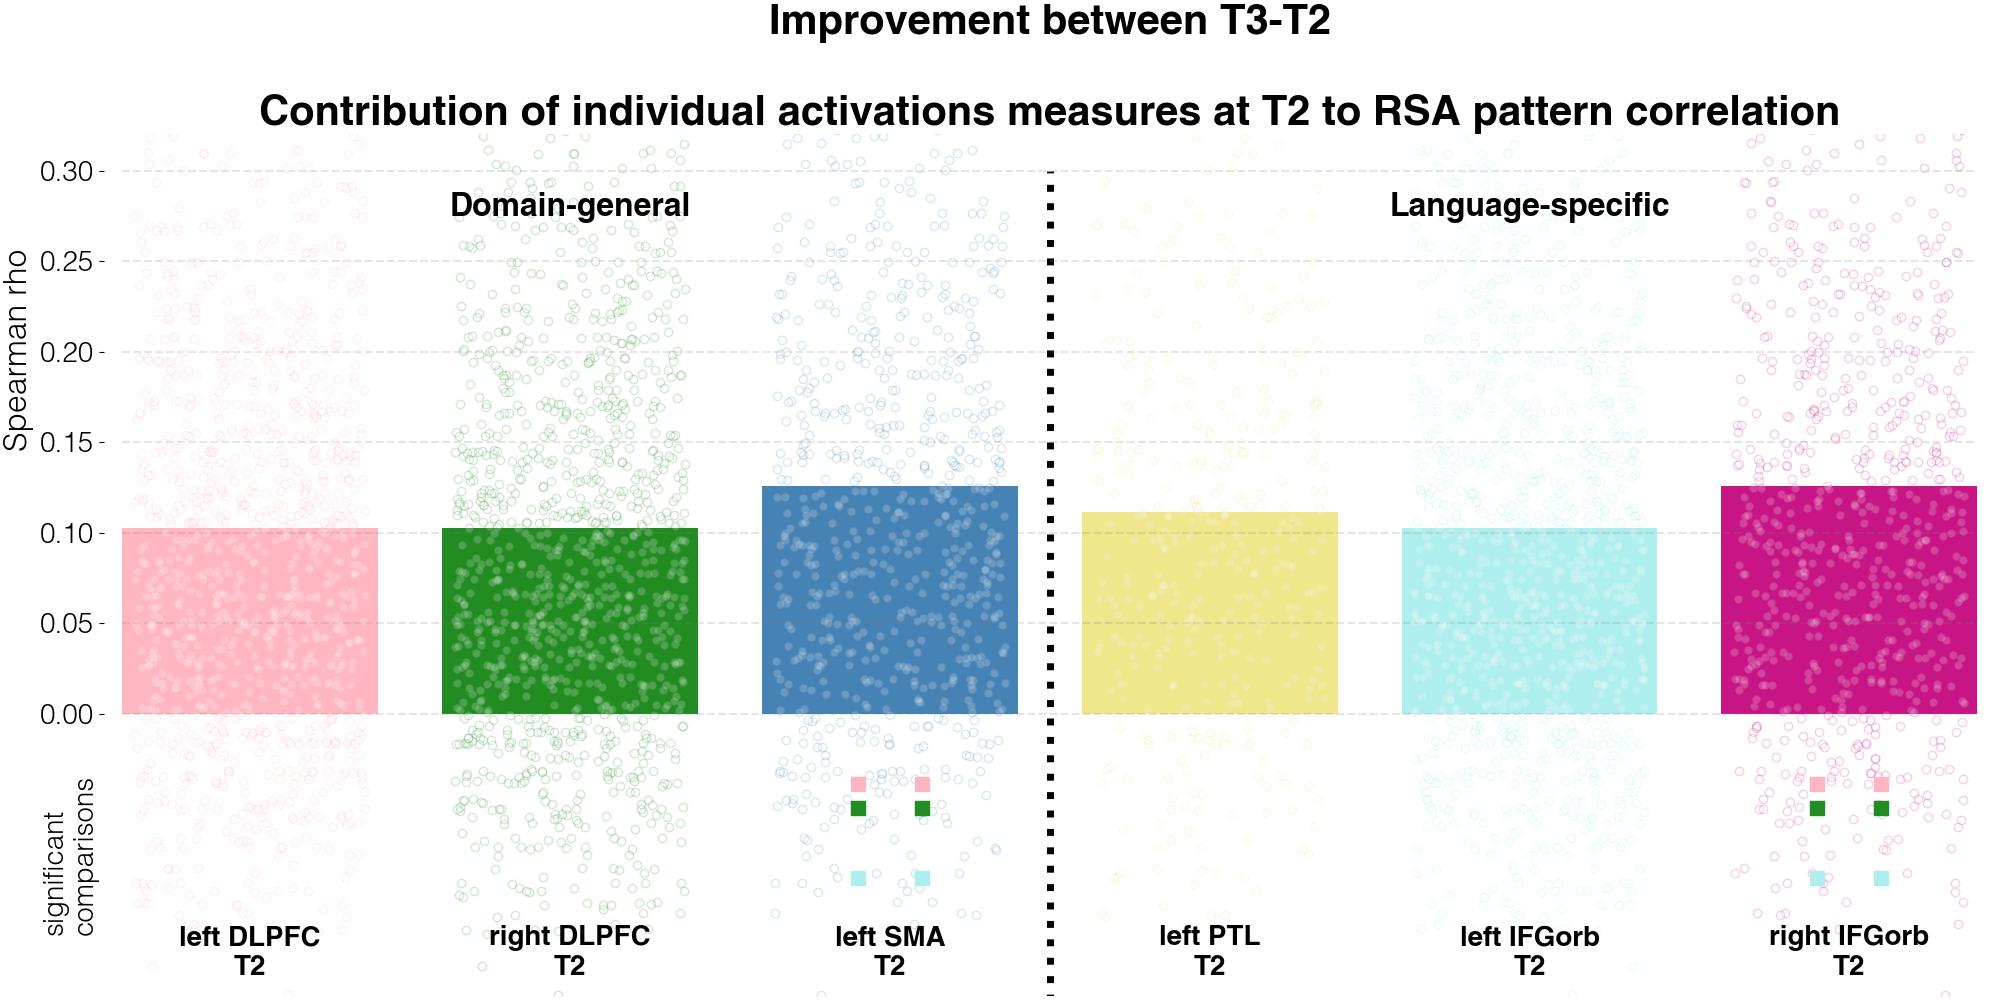 Improvement between T3-T2
Contribution of individual activations measures at T2 to RSA pattern correlation
Domain-general
Language-specific
Spearman rho
0.30
0.25
0.20
0.15
0.10
0.05
0.00
significant
comparisons
left DLPFC
T2
right DLPFC
T2
left SMA
T2
left PTL
T2
left IFGorb
T2
right IFGorb
T2